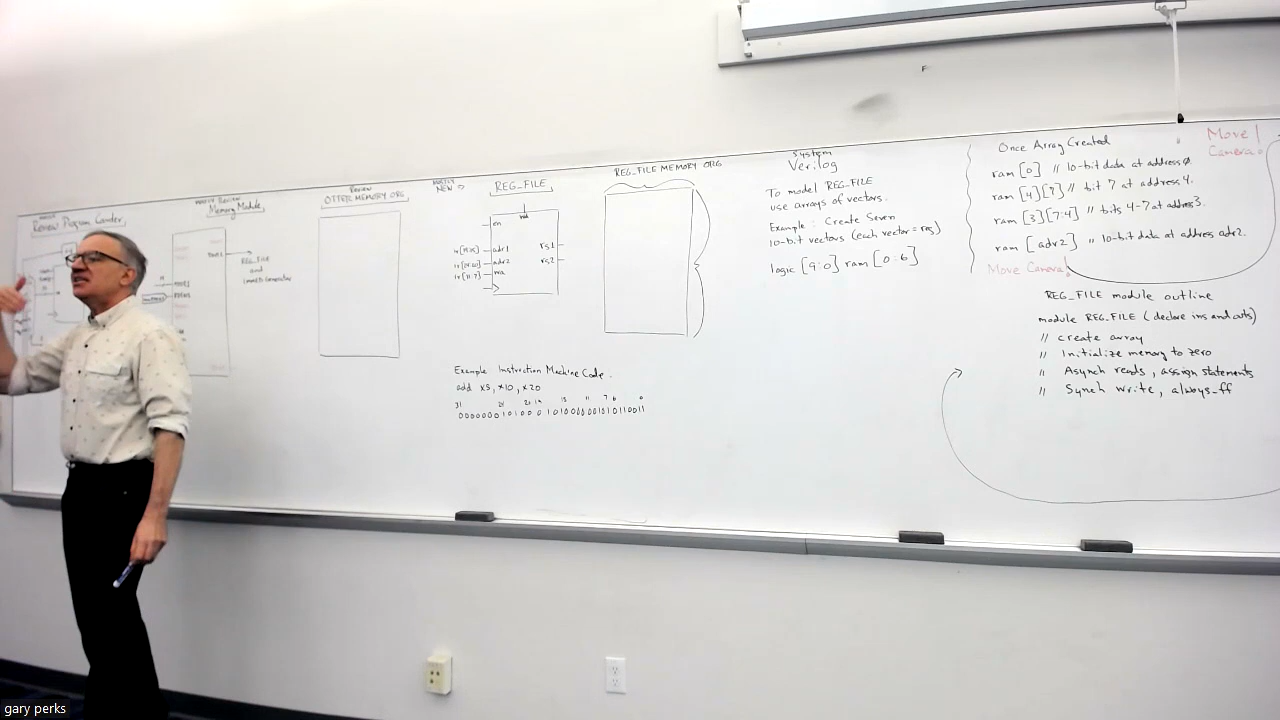 Review Program Counter
Review
Memory Module
REG_FILE
and
Review
OTTER MEMORY ORG
NEW
REG_FILE
en
adr1
adr2
wa
rs1
rs2
REG_FILE MEMORY ORG
Example Instruction Machine Code.
add x5, x10, x20
System
Verilog
To model REG_FILE
use arrays of vectors.
Example: Create Seven
10-bit vectors (each vector = reg)
logic [9:0] ram [0:6]
Once Array Created
ram [0] // 10-bit data at address 0.
ram [4][7] // bit 7 at address 4.
ram [3][7:4] // bits 4-7 at address 3.
ram [adr2] // 10-bit data at address adr2.
Move Camera!
Move!
Camera
REG_FILE module outline
module REG_FILE (declare ins and outs)
// create array
// Initialize memory to zero
// Asynch reads, assign statements
// Synch write, always-ff
gary perks